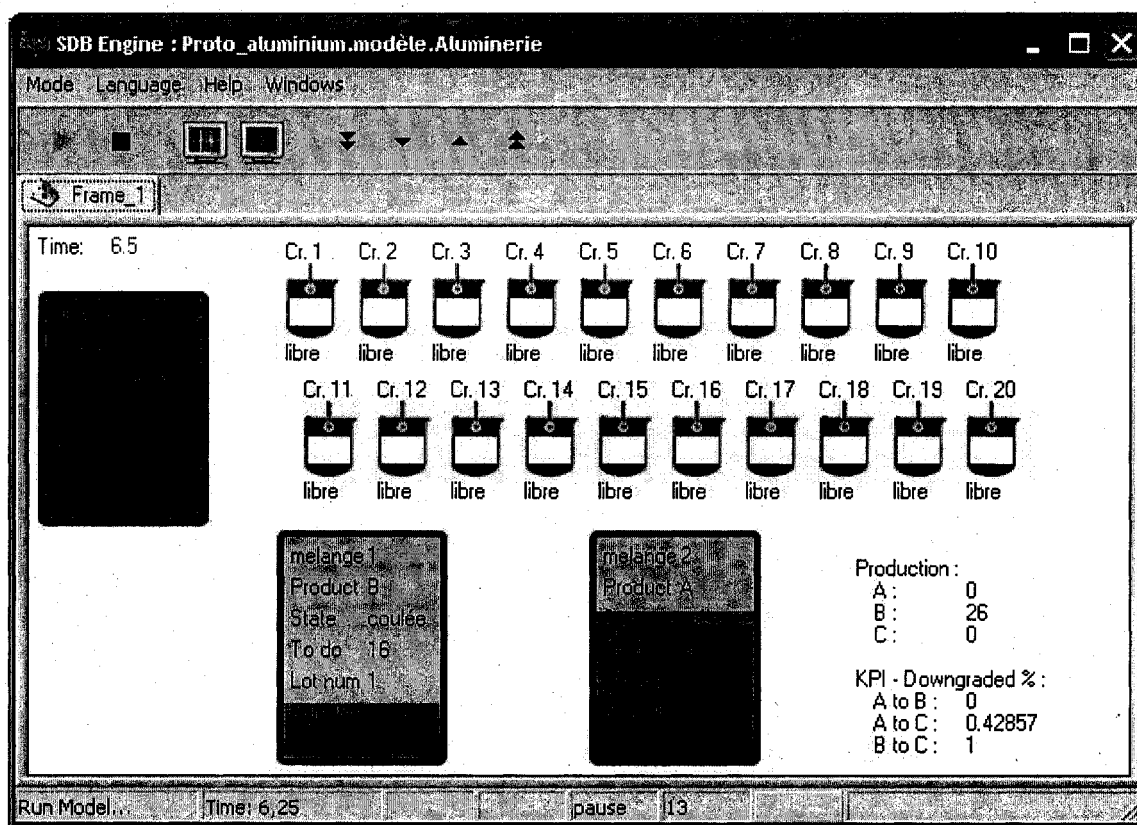 SDB Engine : Proto_aluminium.modèle.Aluminerie
Mode Language Help Windows
Frame_1
Time: 6.5
Cr. 1 Cr. 2 Cr. 3 Cr. 4 Cr. 5 Cr. 6 Cr. 7 Cr. 8 Cr. 9 Cr. 10
libre libre libre libre libre libre libre libre libre libre
Cr. 11 Cr. 12 Cr. 13 Cr. 14 Cr. 15 Cr. 16 Cr. 17 Cr. 18 Cr. 19 Cr. 20
libre libre libre libre libre libre libre libre libre libre
melange 1
Product B
State coulée
To do 16
Lot num 1
melange 2
Product A
Production :
A : 0
B : 26
C : 0
KPI - Downgraded % :
A to B : 0
A to C : 0.42857
B to C : 1
Run Model... Time: 6,25 pause 13